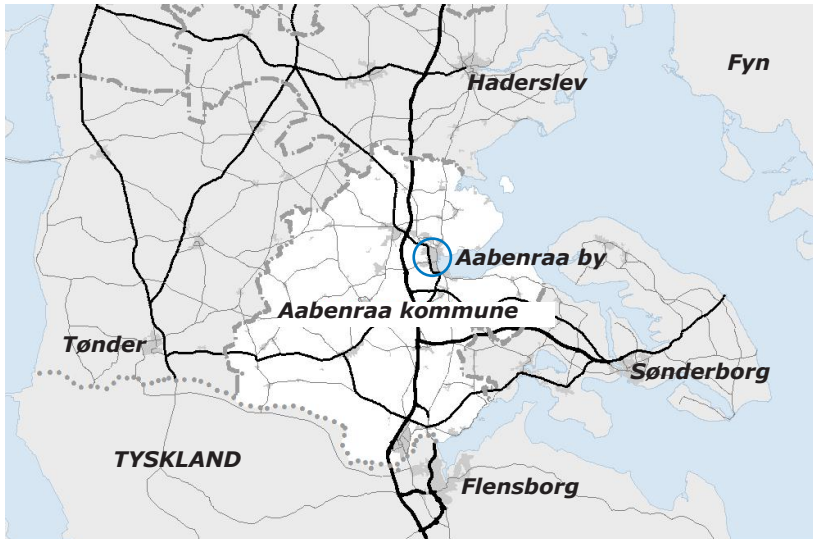 Fyn
Haderslev
Aabenraa by
Aabenraa kommune
Tønder
Sønderborg
TYSKLAND
Flensborg